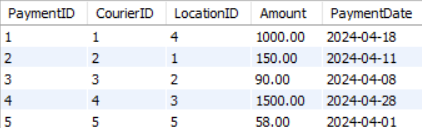 PaymentID CourierID LocationID Amount PaymentDate
1 1 4 1000.00 2024-04-18
2 2 1 150.00 2024-04-11
3 3 2 90.00 2024-04-08
4 4 3 1500.00 2024-04-28
5 5 5 58.00 2024-04-01